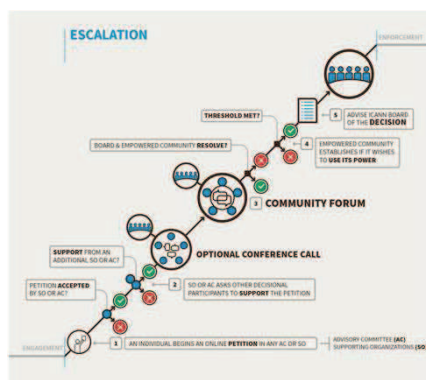 ESCALATION
ENFORCEMENT
THRESHOLD MET?
5
ADVISE ICANN BOARD
OF THE DECISION
BOARD & EMPOWERED COMMUNITY RESOLVE?
4
EMPOWERED COMMUNITY
ESTABLISHES IF IT WISHES
TO USE ITS POWER
3
COMMUNITY FORUM
OPTIONAL CONFERENCE CALL
SUPPORT FROM AN
ADDITIONAL SO OR AC?
2
SO OR AC ASKS OTHER DECISIONAL
PARTICIPANTS TO SUPPORT THE PETITION
PETITION ACCEPTED
BY SO OR AC?
ENGAGEMENT
1
AN INDIVIDUAL BEGINS AN ONLINE PETITION IN ANY AC OR SO
ADVISORY COMMITTEE (AC)
SUPPORTING ORGANIZATIONS (SO